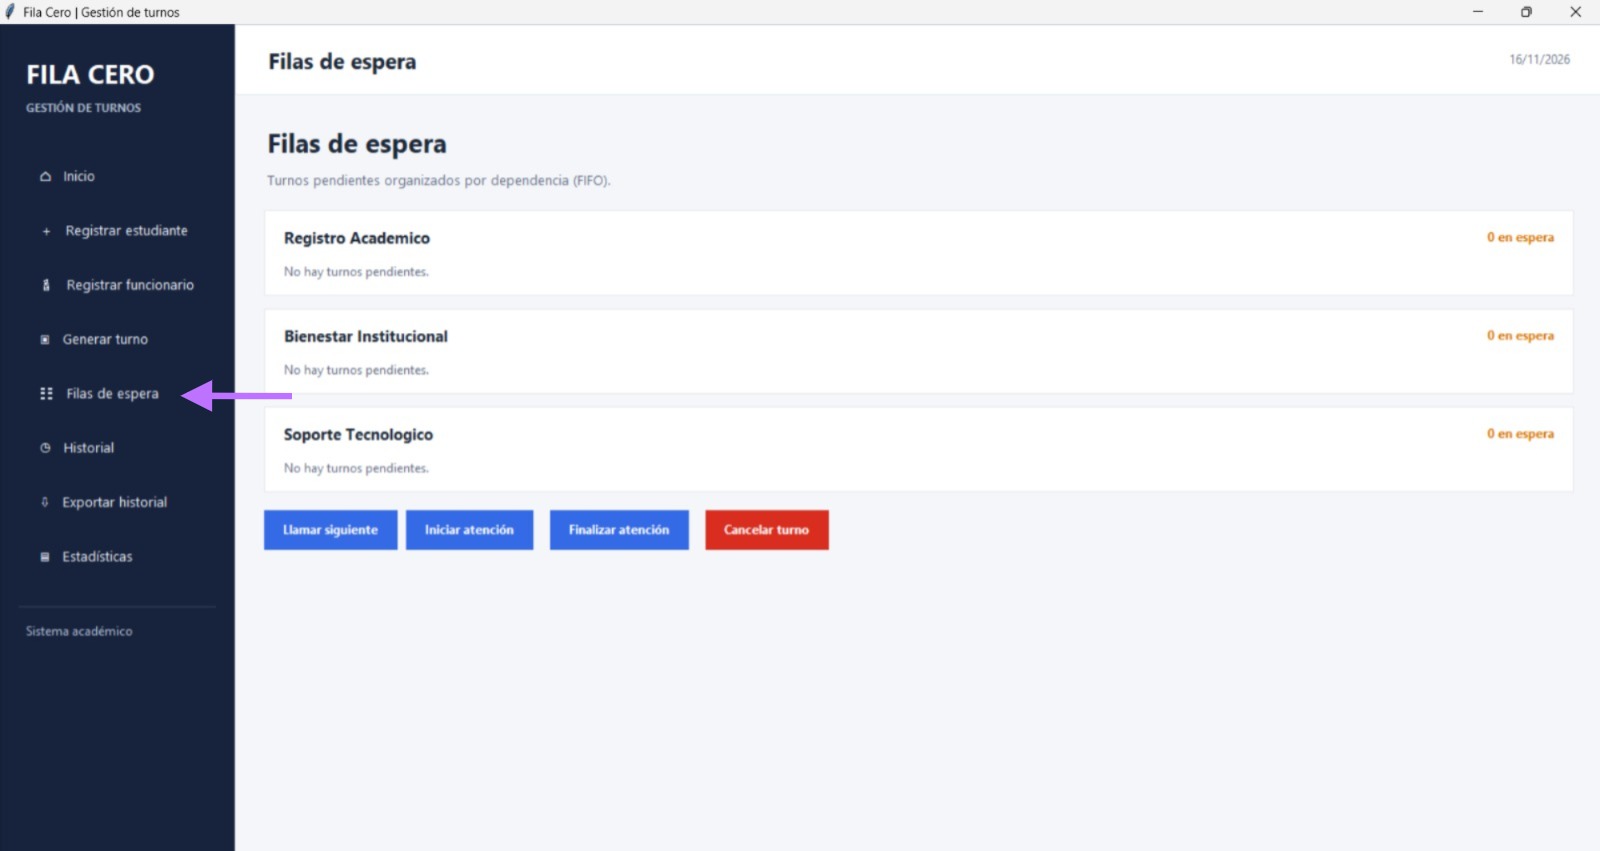 Fila Cero | Gestión de turnos
FILA CERO
GESTIÓN DE TURNOS
Inicio
Registrar estudiante
Registrar funcionario
Generar turno
Filas de espera
Historial
Exportar historial
Estadísticas
Sistema académico
Filas de espera
16/11/2026
Filas de espera
Turnos pendientes organizados por dependencia (FIFO).
Registro Academico
0 en espera
No hay turnos pendientes.
Bienestar Institucional
0 en espera
No hay turnos pendientes.
Soporte Tecnologico
0 en espera
No hay turnos pendientes.
Llamar siguiente
Iniciar atención
Finalizar atención
Cancelar turno